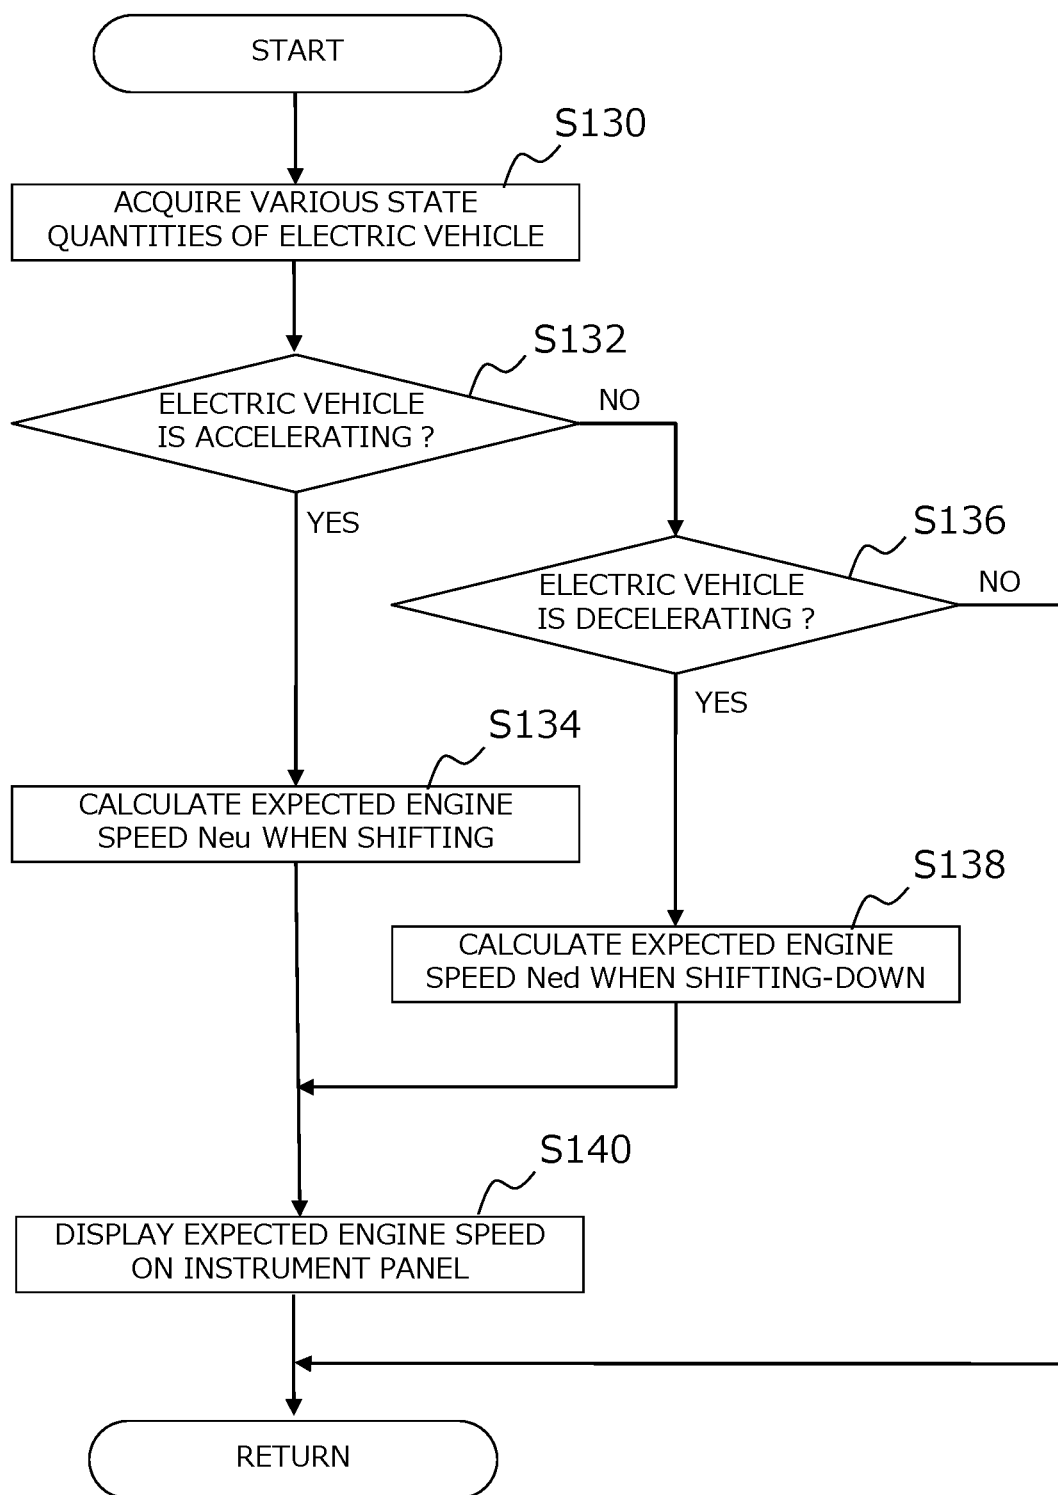 START
S130
ACQUIRE VARIOUS STATE
QUANTITIES OF ELECTRIC VEHICLE
S132
ELECTRIC VEHICLE
IS ACCELERATING ?
NO
YES
S136
ELECTRIC VEHICLE
IS DECELERATING ?
NO
YES
S134
CALCULATE EXPECTED ENGINE
SPEED Neu WHEN SHIFTING
S138
CALCULATE EXPECTED ENGINE
SPEED Ned WHEN SHIFTING-DOWN
S140
DISPLAY EXPECTED ENGINE SPEED
ON INSTRUMENT PANEL
RETURN